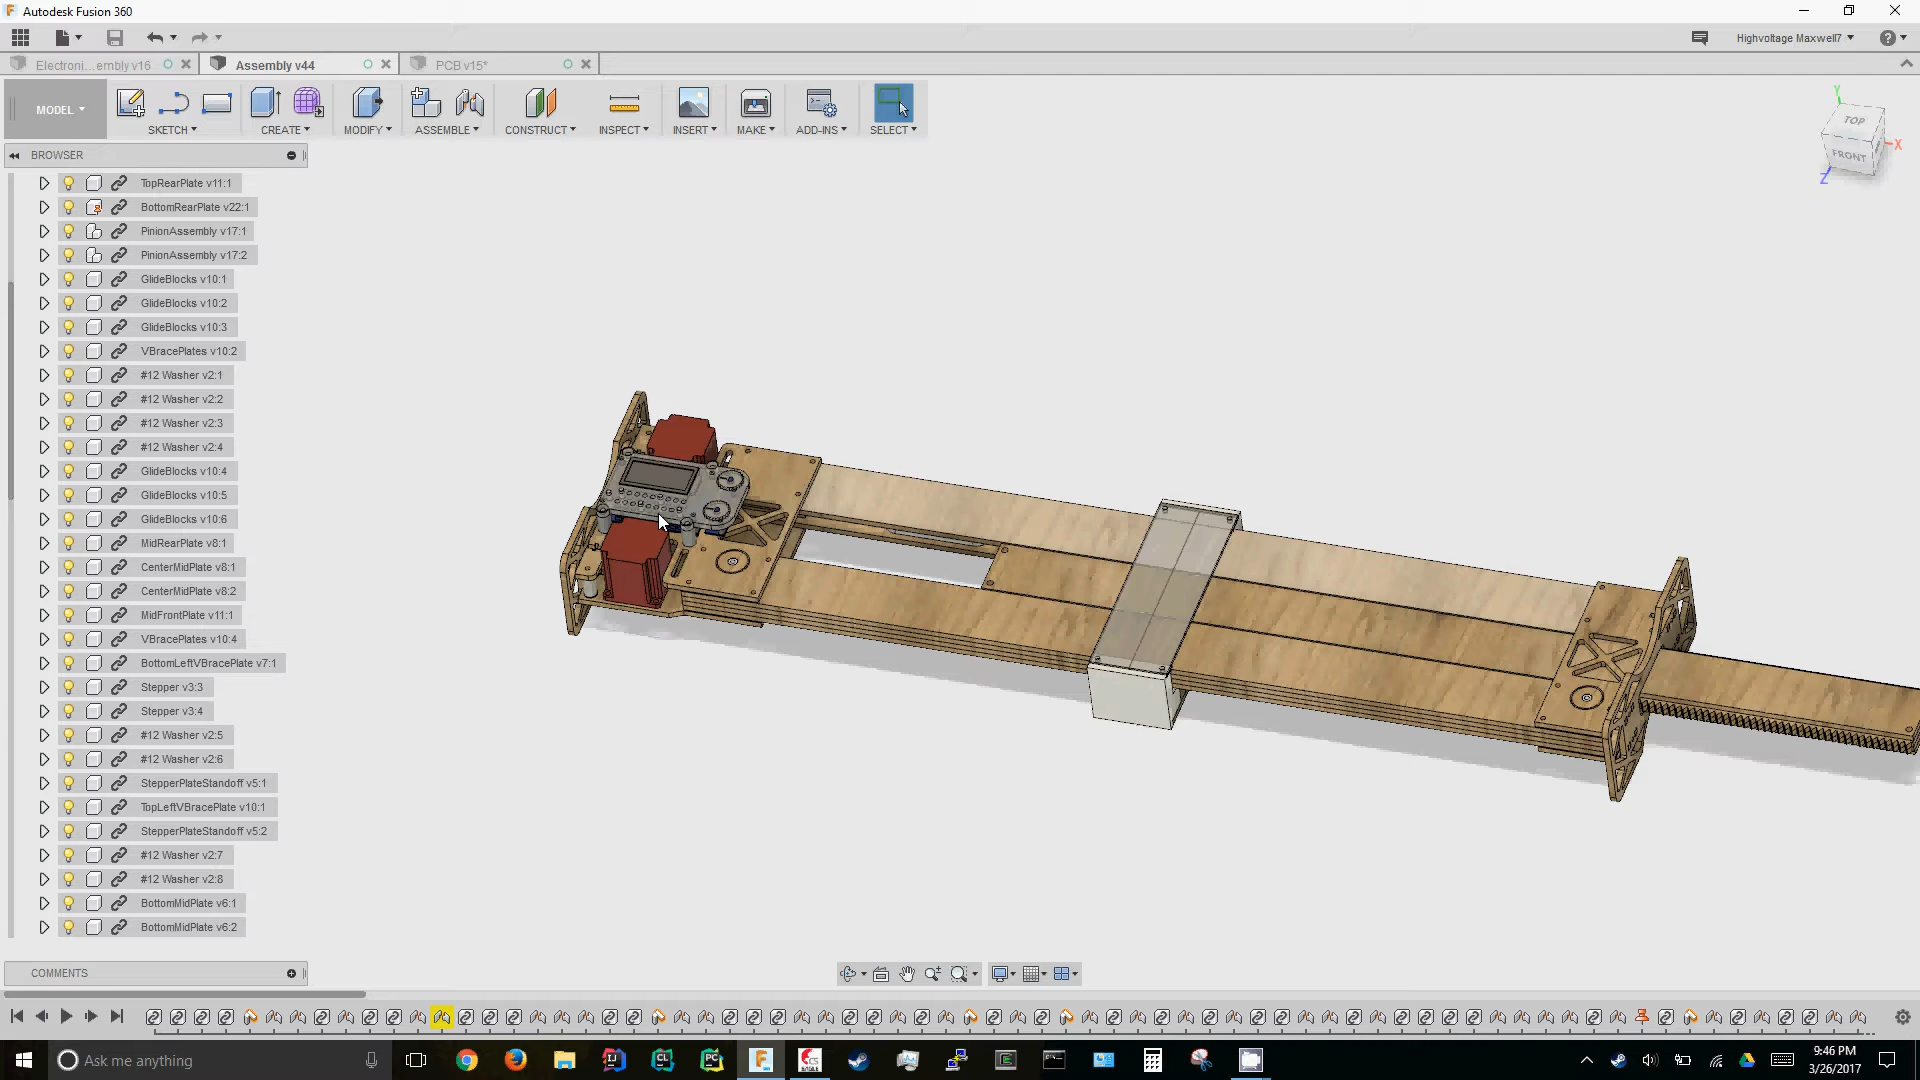 Autodesk Fusion 360
Highvoltage Maxwell7
Electroni...embly v16
Assembly v44
PCB v15*
MODEL
SKETCH
CREATE
MODIFY
ASSEMBLE
CONSTRUCT
INSPECT
INSERT
MAKE
ADD-INS
SELECT
BROWSER
TOP
FRONT
Y
X
Z
TopRearPlate v11:1
BottomRearPlate v22:1
PinionAssembly v17:1
PinionAssembly v17:2
GlideBlocks v10:1
GlideBlocks v10:2
GlideBlocks v10:3
VBracePlates v10:2
#12 Washer v2:1
#12 Washer v2:2
#12 Washer v2:3
#12 Washer v2:4
GlideBlocks v10:4
GlideBlocks v10:5
GlideBlocks v10:6
MidRearPlate v8:1
CenterMidPlate v8:1
CenterMidPlate v8:2
MidFrontPlate v11:1
VBracePlates v10:4
BottomLeftVBracePlate v7:1
Stepper v3:3
Stepper v3:4
#12 Washer v2:5
#12 Washer v2:6
StepperPlateStandoff v5:1
TopLeftVBracePlate v10:1
StepperPlateStandoff v5:2
#12 Washer v2:7
#12 Washer v2:8
BottomMidPlate v6:1
BottomMidPlate v6:2
COMMENTS
Ask me anything
9:46 PM
3/26/2017